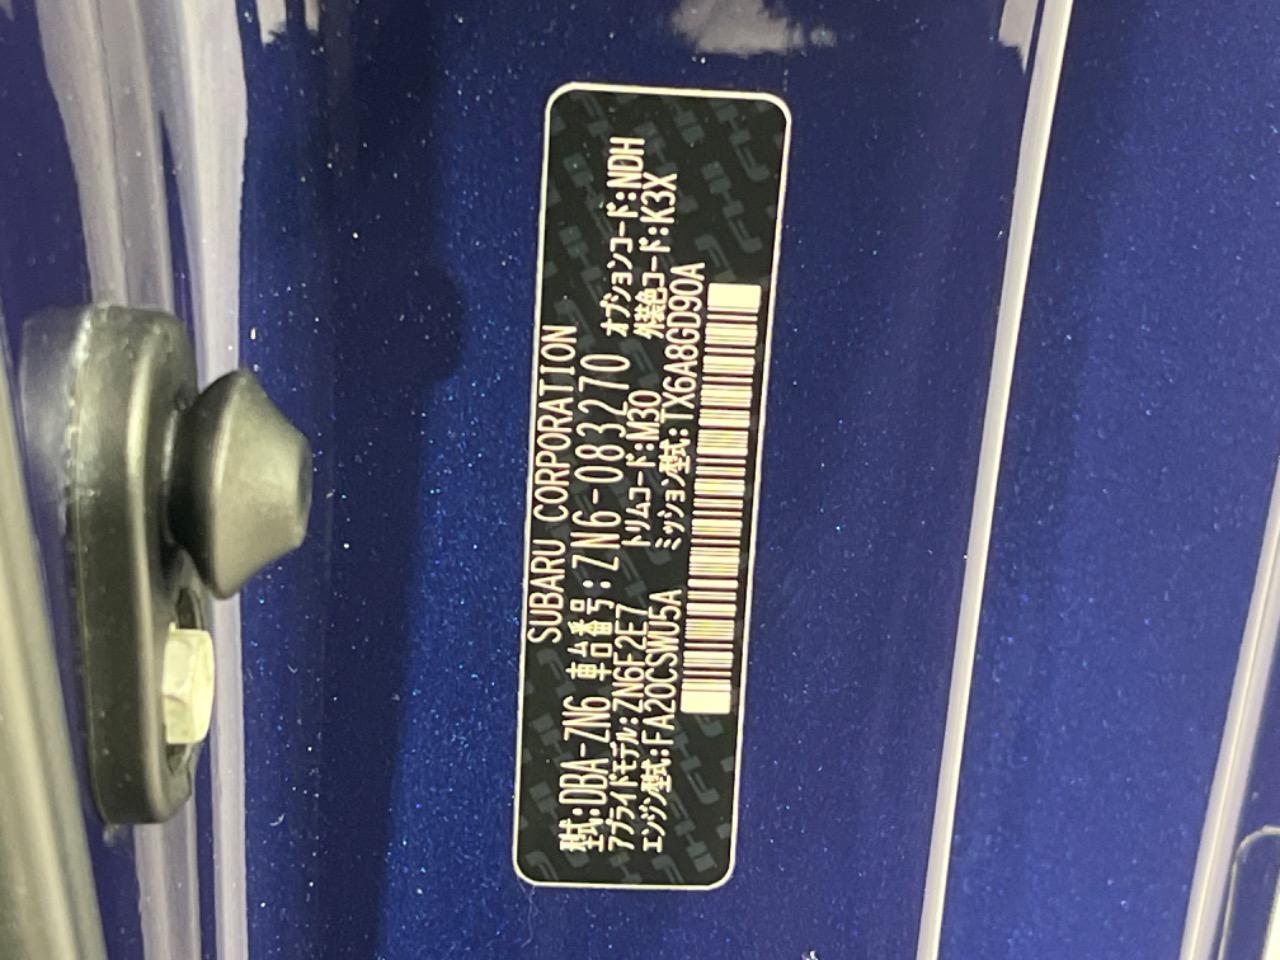 SUBARU CORPORATION
型式:DBA-ZN6 車台番号:ZN6-083270
アプライドモデル:ZN6F2E7 トリムコード:M30 オプションコード:NDH
エンジン型式:FA20CSWU5A ミッション型式:TX6A8GD90A 外装色コード:K3X